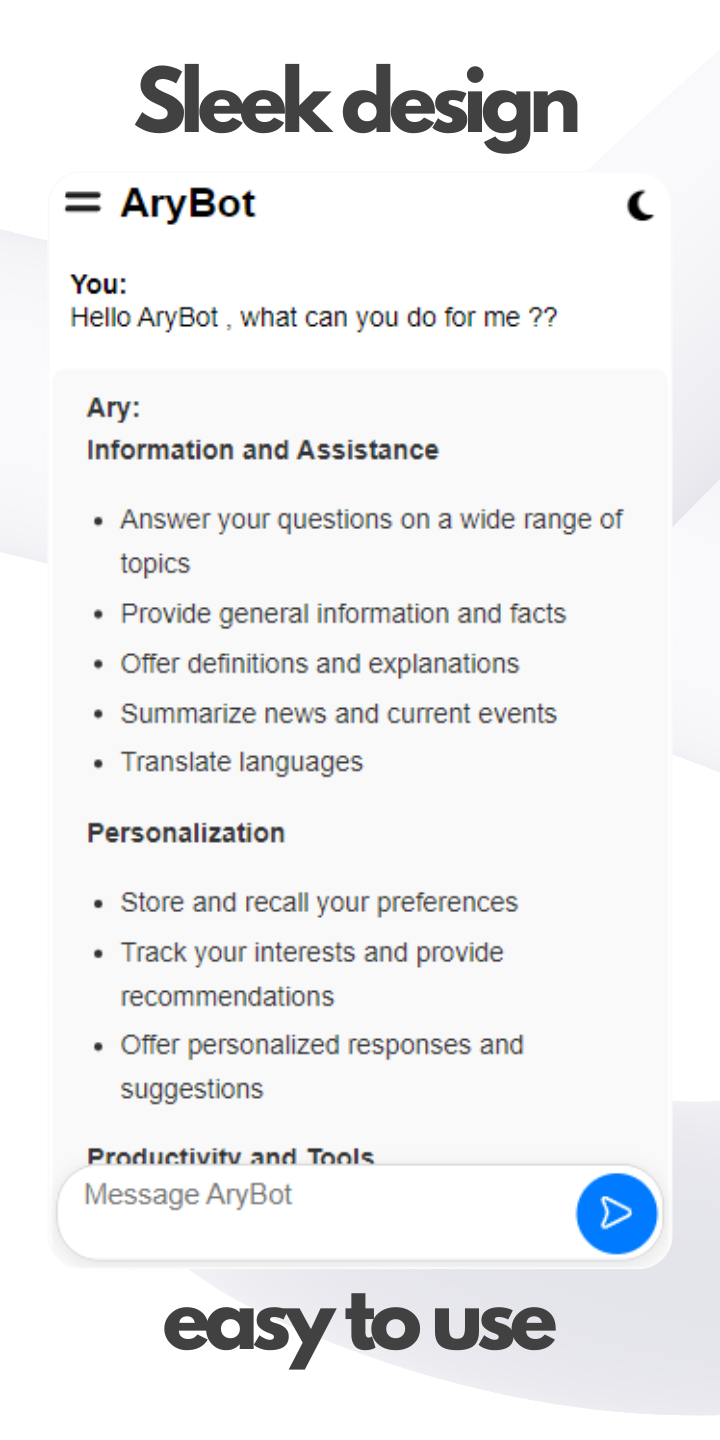 Sleek design
AryBot
You:
Hello AryBot , what can you do for me ??
Ary:
Information and Assistance
• Answer your questions on a wide range of
topics
• Provide general information and facts
• Offer definitions and explanations
• Summarize news and current events
• Translate languages
Personalization
• Store and recall your preferences
• Track your interests and provide
recommendations
• Offer personalized responses and
suggestions
Productivity and Tools
Message AryBot
easy to use